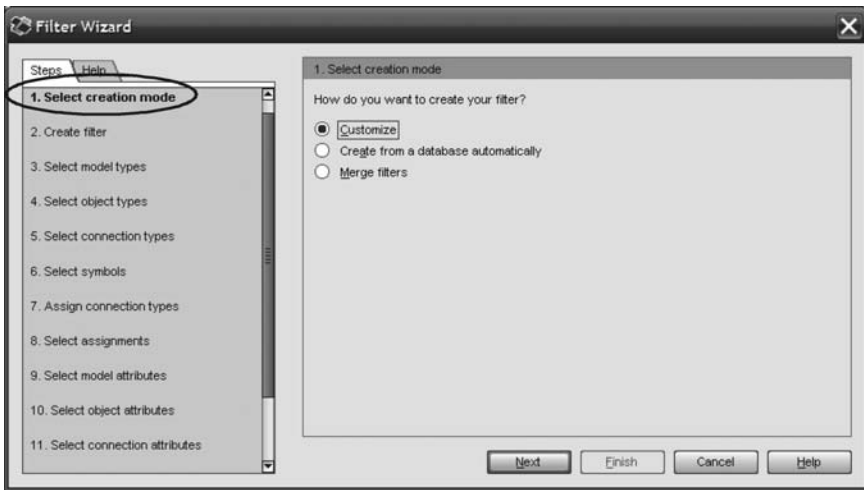 Filter Wizard
Steps Help
1. Select creation mode
2. Create filter
3. Select model types
4. Select object types
5. Select connection types
6. Select symbols
7. Assign connection types
8. Select assignments
9. Select model attributes
10. Select object attributes
11. Select connection attributes
1. Select creation mode
How do you want to create your filter?
Customize
Create from a database automatically
Merge filters
Next Finish Cancel Help